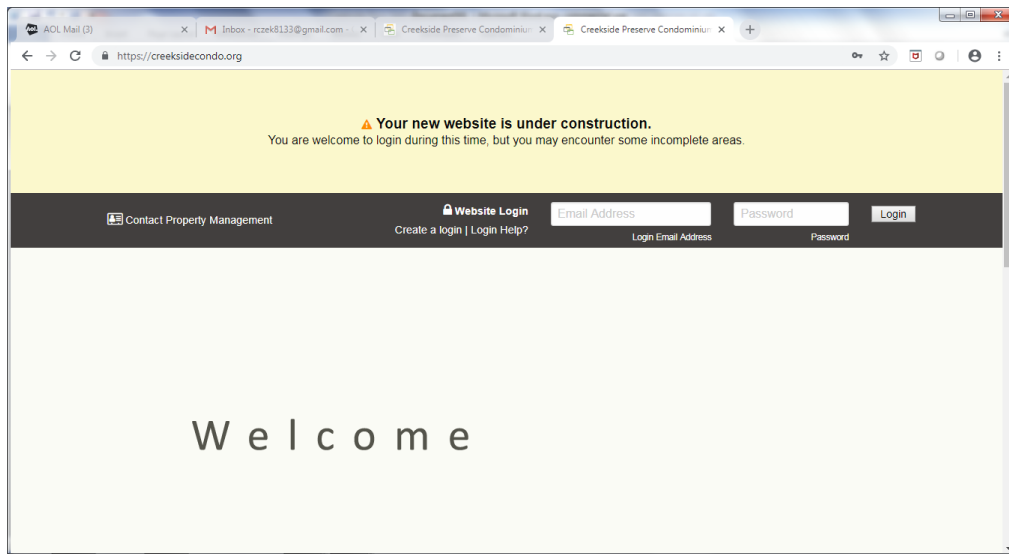 AOL Mail (3)
Inbox - rczek8133@gmail.com -
Creekside Preserve Condominium
Creekside Preserve Condominium
https://creeksidecondo.org
Your new website is under construction.
You are welcome to login during this time, but you may encounter some incomplete areas.
Contact Property Management
Website Login
Create a login | Login Help?
Email Address
Login Email Address
Password
Password
Login
Welcome